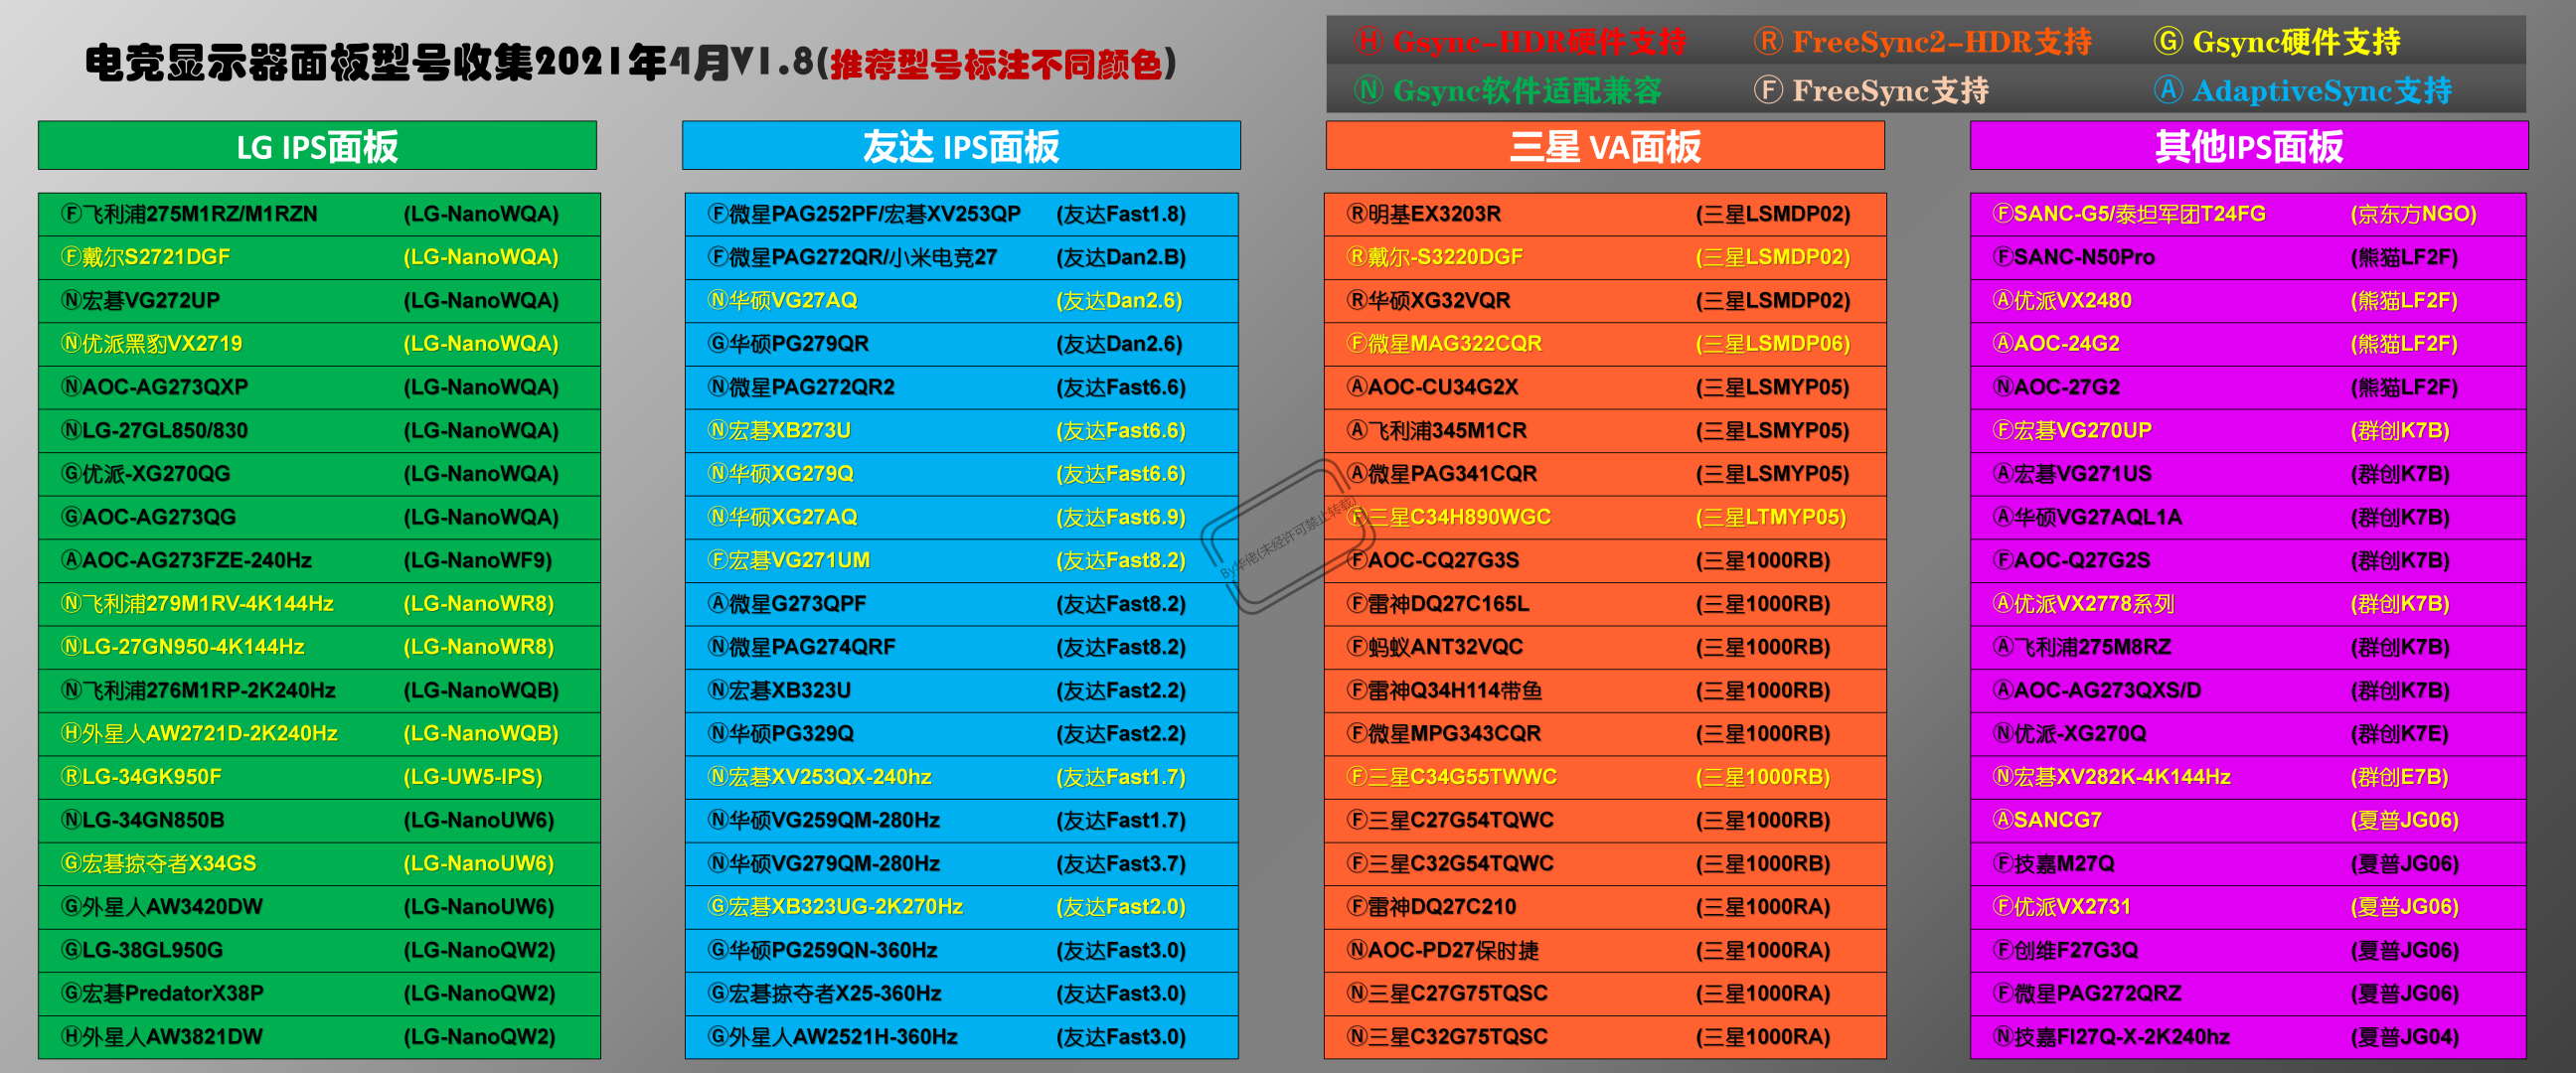 电竞显示器面板型号收集2021年4月V1.8(推荐型号标注不同颜色)
Ⓗ Gsync-HDR硬件支持 Ⓡ FreeSync2-HDR支持 Ⓖ Gsync硬件支持
Ⓝ Gsync软件适配兼容 Ⓕ FreeSync支持 Ⓐ AdaptiveSync支持
LG IPS面板
Ⓕ飞利浦275M1RZ/M1RZN (LG-NanoWQA)
Ⓕ戴尔S2721DGF (LG-NanoWQA)
Ⓝ宏碁VG272UP (LG-NanoWQA)
Ⓝ优派黑豹VX2719 (LG-NanoWQA)
ⓃAOC-AG273QXP (LG-NanoWQA)
ⓃLG-27GL850/830 (LG-NanoWQA)
Ⓖ优派-XG270QG (LG-NanoWQA)
ⒼAOC-AG273QG (LG-NanoWQA)
ⒶAOC-AG273FZE-240Hz (LG-NanoWF9)
Ⓝ飞利浦279M1RV-4K144Hz (LG-NanoWR8)
ⓃLG-27GN950-4K144Hz (LG-NanoWR8)
Ⓝ飞利浦276M1RP-2K240Hz (LG-NanoWQB)
Ⓗ外星人AW2721D-2K240Hz (LG-NanoWQB)
ⓇLG-34GK950F (LG-UW5-IPS)
ⓃLG-34GN850B (LG-NanoUW6)
Ⓖ宏碁掠夺者X34GS (LG-NanoUW6)
Ⓖ外星人AW3420DW (LG-NanoUW6)
ⒼLG-38GL950G (LG-NanoQW2)
Ⓖ宏碁PredatorX38P (LG-NanoQW2)
Ⓗ外星人AW3821DW (LG-NanoQW2)
友达 IPS面板
Ⓕ微星PAG252PF/宏碁XV253QP (友达Fast1.8)
Ⓕ微星PAG272QR/小米电竞27 (友达Dan2.B)
Ⓝ华硕VG27AQ (友达Dan2.6)
Ⓖ华硕PG279QR (友达Dan2.6)
Ⓝ微星PAG272QR2 (友达Fast6.6)
Ⓝ宏碁XB273U (友达Fast6.6)
Ⓝ华硕XG279Q (友达Fast6.6)
Ⓝ华硕XG27AQ (友达Fast6.9)
Ⓕ宏碁VG271UM (友达Fast8.2)
Ⓐ微星G273QPF (友达Fast8.2)
Ⓝ微星PAG274QRF (友达Fast8.2)
Ⓝ宏碁XB323U (友达Fast2.2)
Ⓝ华硕PG329Q (友达Fast2.2)
Ⓝ宏碁XV253QX-240hz (友达Fast1.7)
Ⓝ华硕VG259QM-280Hz (友达Fast1.7)
Ⓝ华硕VG279QM-280Hz (友达Fast3.7)
Ⓖ宏碁XB323UG-2K270Hz (友达Fast2.0)
Ⓖ华硕PG259QN-360Hz (友达Fast3.0)
Ⓖ宏碁掠夺者X25-360Hz (友达Fast3.0)
Ⓖ外星人AW2521H-360Hz (友达Fast3.0)
三星 VA面板
Ⓡ明基EX3203R (三星LSMDP02)
Ⓡ戴尔-S3220DGF (三星LSMDP02)
Ⓡ华硕XG32VQR (三星LSMDP02)
Ⓕ微星MAG322CQR (三星LSMDP06)
ⒶAOC-CU34G2X (三星LSMYP05)
Ⓐ飞利浦345M1CR (三星LSMYP05)
Ⓐ微星PAG341CQR (三星LSMYP05)
Ⓕ三星C34H890WGC (三星LTMYP05)
ⒻAOC-CQ27G3S (三星1000RB)
Ⓕ雷神DQ27C165L (三星1000RB)
Ⓕ蚂蚁ANT32VQC (三星1000RB)
Ⓕ雷神Q34H114带鱼 (三星1000RB)
Ⓕ微星MPG343CQR (三星1000RB)
Ⓕ三星C34G55TWWC (三星1000RB)
Ⓕ三星C27G54TQWC (三星1000RB)
Ⓕ三星C32G54TQWC (三星1000RB)
Ⓕ雷神DQ27C210 (三星1000RA)
ⓃAOC-PD27保时捷 (三星1000RA)
Ⓝ三星C27G75TQSC (三星1000RA)
Ⓝ三星C32G75TQSC (三星1000RA)
其他IPS面板
ⒻSANC-G5/泰坦军团T24FG (京东方NGO)
ⒻSANC-N50Pro (熊猫LF2F)
Ⓐ优派VX2480 (熊猫LF2F)
ⒶAOC-24G2 (熊猫LF2F)
ⓃAOC-27G2 (熊猫LF2F)
Ⓕ宏碁VG270UP (群创K7B)
Ⓐ宏碁VG271US (群创K7B)
Ⓐ华硕VG27AQL1A (群创K7B)
ⒻAOC-Q27G2S (群创K7B)
Ⓐ优派VX2778系列 (群创K7B)
Ⓐ飞利浦275M8RZ (群创K7B)
ⒶAOC-AG273QXS/D (群创K7B)
Ⓝ优派-XG270Q (群创K7E)
Ⓝ宏碁XV282K-4K144Hz (群创E7B)
ⒶSANCG7 (夏普JG06)
Ⓕ技嘉M27Q (夏普JG06)
Ⓕ优派VX2731 (夏普JG06)
Ⓕ创维F27G3Q (夏普JG06)
Ⓕ微星PAG272QRZ (夏普JG06)
Ⓝ技嘉FI27Q-X-2K240hz (夏普JG04)
By华佬(未经许可禁止转载)